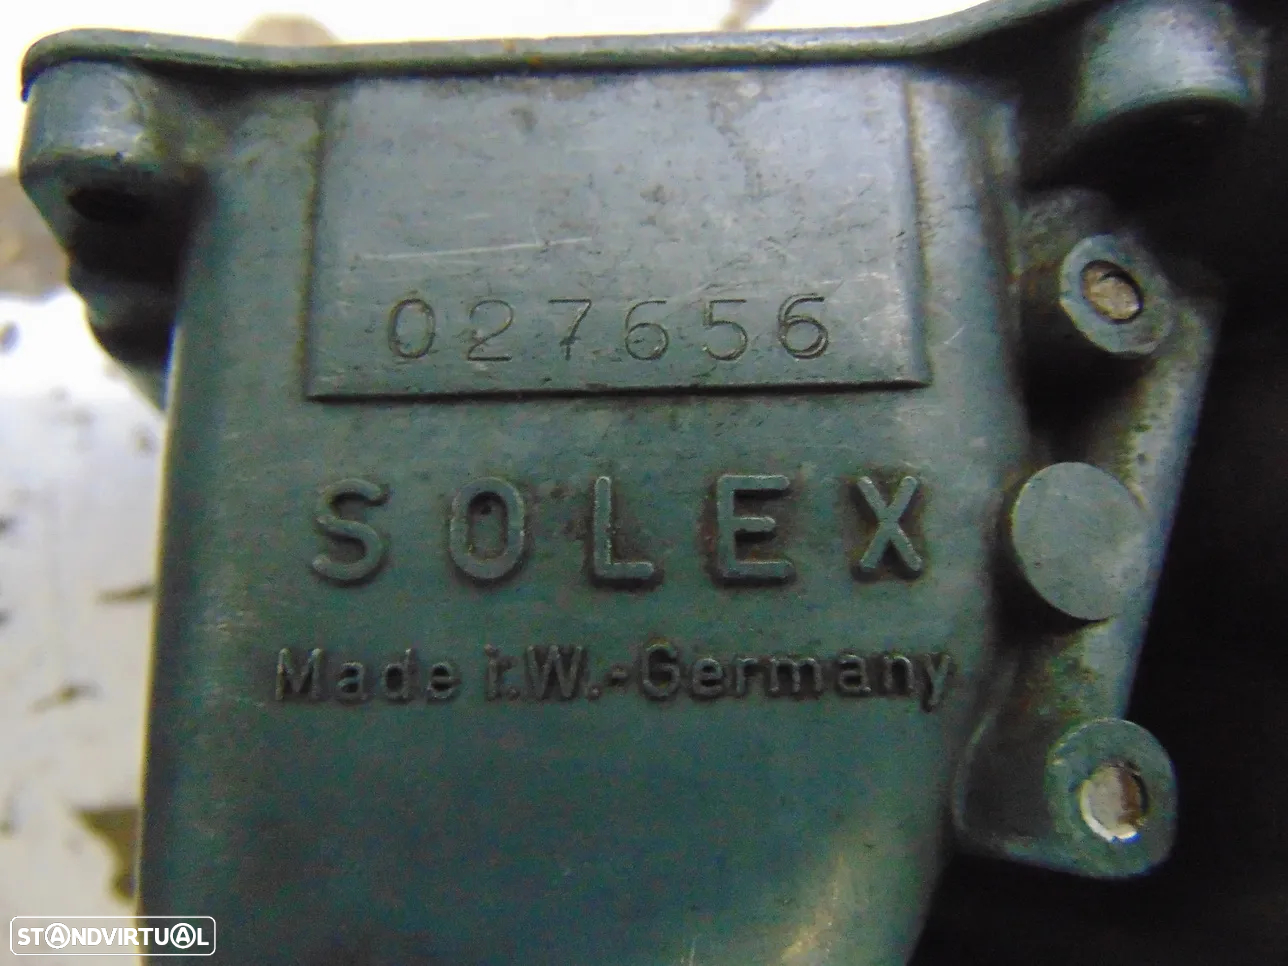 027656
SOLEX
Made i.W.-Germany
STANDVIRTUAL